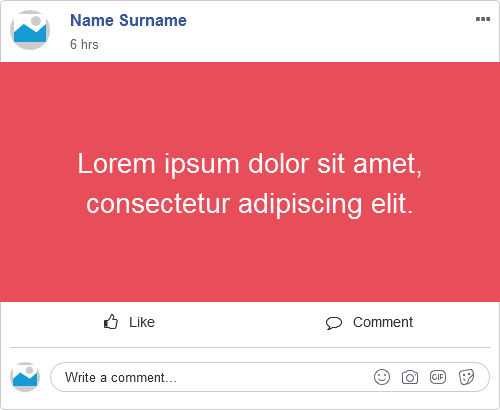 Name Surname
6 hrs
Lorem ipsum dolor sit amet,
consectetur adipiscing elit.
Like
Comment
Write a comment...
GIF